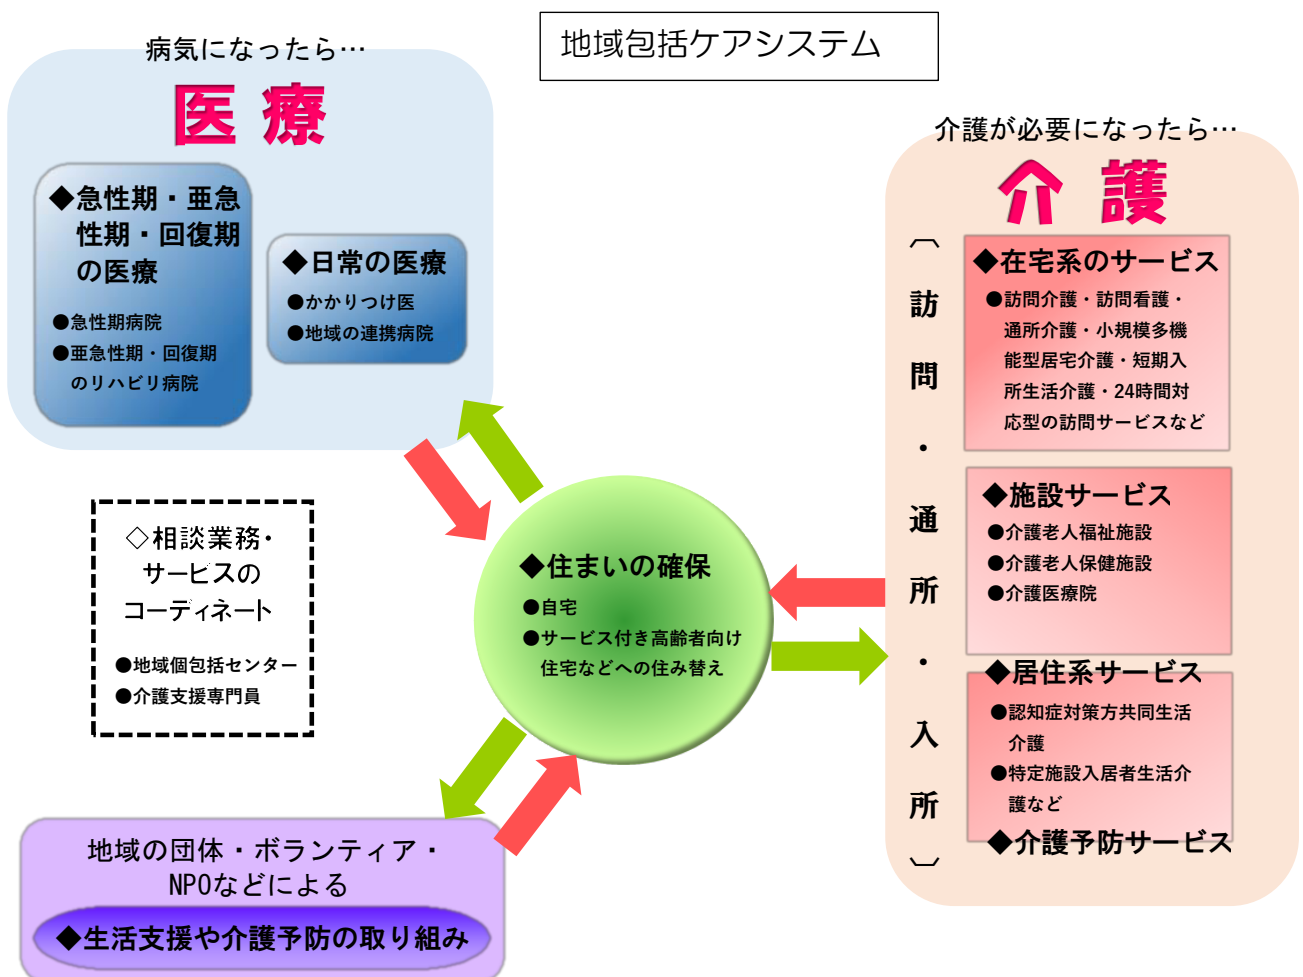 地域包括ケアシステム
病気になったら…
医療
◆急性期・亜急
性期・回復期
の医療
●急性期病院
●亜急性期・回復期
のリハビリ病院
◆日常の医療
●かかりつけ医
●地域の連携病院
介護が必要になったら…
介護
〔訪問・通所・入所〕
◆在宅系のサービス
●訪問介護・訪問看護・
通所介護・小規模多機
能型居宅介護・短期入
所生活介護・24時間対
応型の訪問サービスなど
◆施設サービス
●介護老人福祉施設
●介護老人保健施設
●介護医療院
◆居住系サービス
●認知症対策方共同生活
介護
●特定施設入居者生活介
護など
◆介護予防サービス
◇相談業務・
サービスの
コーディネート
●地域個包括センター
●介護支援専門員
◆住まいの確保
●自宅
●サービス付き高齢者向け
住宅などへの住み替え
地域の団体・ボランティア・
NPOなどによる
◆生活支援や介護予防の取り組み